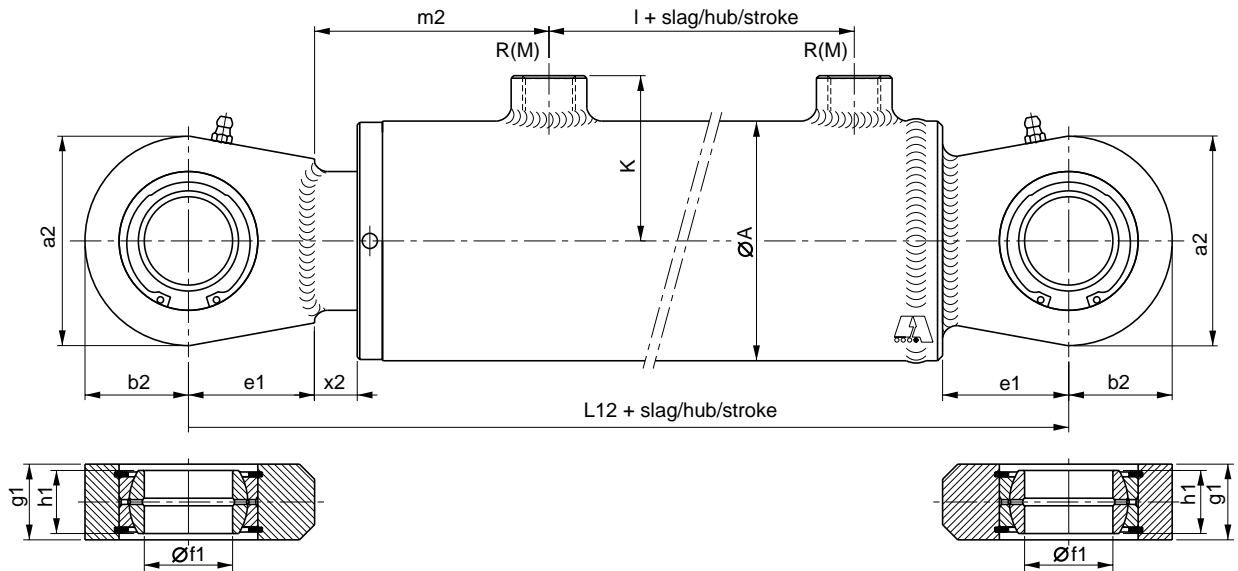 m2
l + slag/hub/stroke
R(M)
R(M)
K
ØA
a2
a2
b2
e1
x2
e1
b2
L12 + slag/hub/stroke
g1
h1
Øf1
h1
g1
Øf1